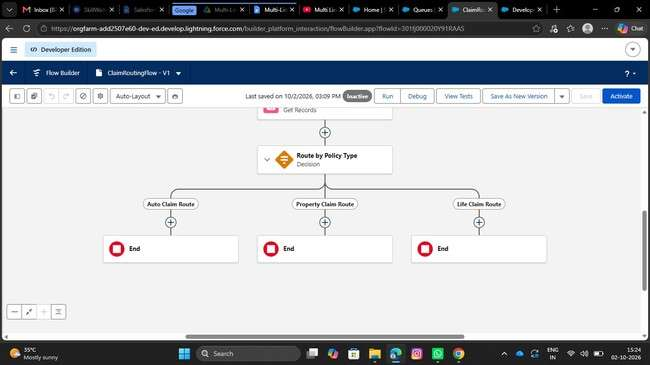 Inbox (
SkillWa
Salesforce
Google
Multi-Li
Multi-Li
Multi Lin
Home |
Queues
ClaimRo
Develop
https://orgfarm-add2507e60-dev-ed.develop.lightning.force.com/builder_platform_interaction/flowBuilder.app?flowId=301fj000020Y91RAAS
Chat
Developer Edition
Flow Builder
ClaimRoutingFlow - V1
?
Auto-Layout
Last saved on 10/2/2026, 03:09 PM
Inactive
Run
Debug
View Tests
Save As New Version
Save
Activate
Get Records
Route by Policy Type
Decision
Auto Claim Route
Property Claim Route
Life Claim Route
End
End
End
35°C
Mostly sunny
Search
ENG
IN
15:24
02-10-2026